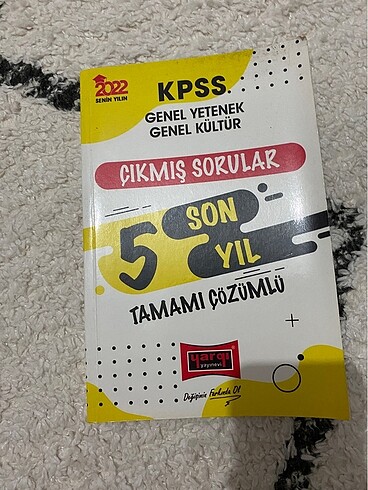 2022
SENİN YILIN
KPSS.
GENEL YETENEK
GENEL KÜLTÜR
ÇIKMIŞ SORULAR
5 SON
YIL
TAMAMI ÇÖZÜMLÜ
yargı
yayınevi
Değişimin Farkında Ol